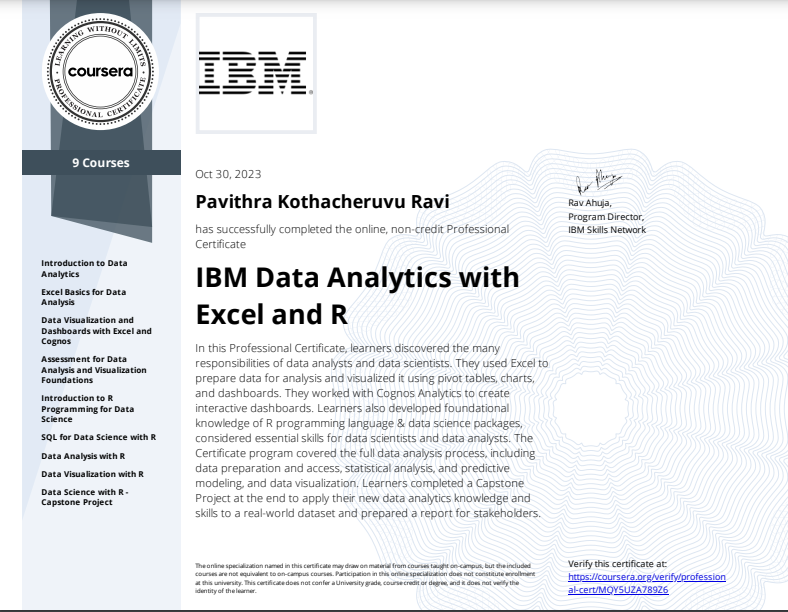 LEARNING WITHOUT LIMITS
coursera
PROFESSIONAL CERTIFICATE
9 Courses
Introduction to Data
Analytics
Excel Basics for Data
Analysis
Data Visualization and
Dashboards with Excel and
Cognos
Assessment for Data
Analysis and Visualization
Foundations
Introduction to R
Programming for Data
Science
SQL for Data Science with R
Data Analysis with R
Data Visualization with R
Data Science with R -
Capstone Project
IBM®
Oct 30, 2023
Pavithra Kothacheruvu Ravi
has successfully completed the online, non-credit Professional
Certificate
IBM Data Analytics with
Excel and R
In this Professional Certificate, learners discovered the many
responsibilities of data analysts and data scientists. They used Excel to
prepare data for analysis and visualized it using pivot tables, charts,
and dashboards. They worked with Cognos Analytics to create
interactive dashboards. Learners also developed foundational
knowledge of R programming language & data science packages,
considered essential skills for data scientists and data analysts. The
Certificate program covered the full data analysis process, including
data preparation and access, statistical analysis, and predictive
modeling, and data visualization. Learners completed a Capstone
Project at the end to apply their new data analytics knowledge and
skills to a real-world dataset and prepared a report for stakeholders.
The online specialization named in this certificate may draw on material from courses taught on-campus, but the included
courses are not equivalent to on-campus courses. Participation in this online specialization does not constitute enrollment
at this university. This certificate does not confer a University grade, course credit or degree, and it does not verify the
identity of the learner.
Rav Ahuja
Rav Ahuja,
Program Director,
IBM Skills Network
Verify this certificate at:
https://coursera.org/verify/profession
al-cert/MQY5UZA789Z6